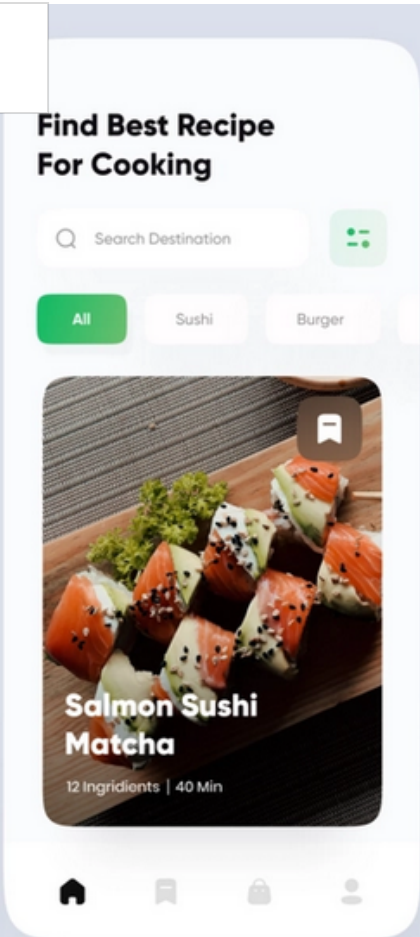 Find Best Recipe
For Cooking
Search Destination
All
Sushi
Burger
Salmon Sushi
Matcha
12 Ingridients | 40 Min